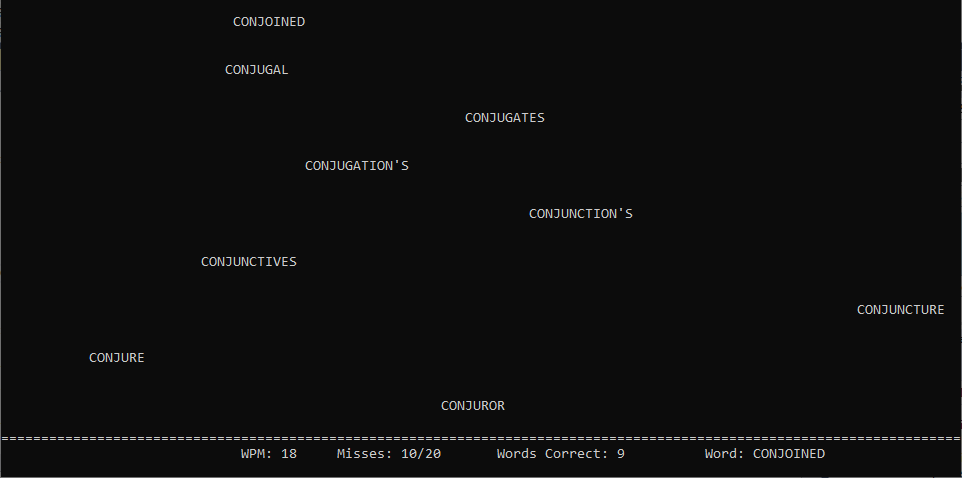 CONJOINED
CONJUGAL
CONJUGATES
CONJUGATION'S
CONJUNCTION'S
CONJUNCTIVES
CONJUNCTURE
CONJURE
CONJUROR
========================================================================================================================
WPM: 18 Misses: 10/20 Words Correct: 9 Word: CONJOINED